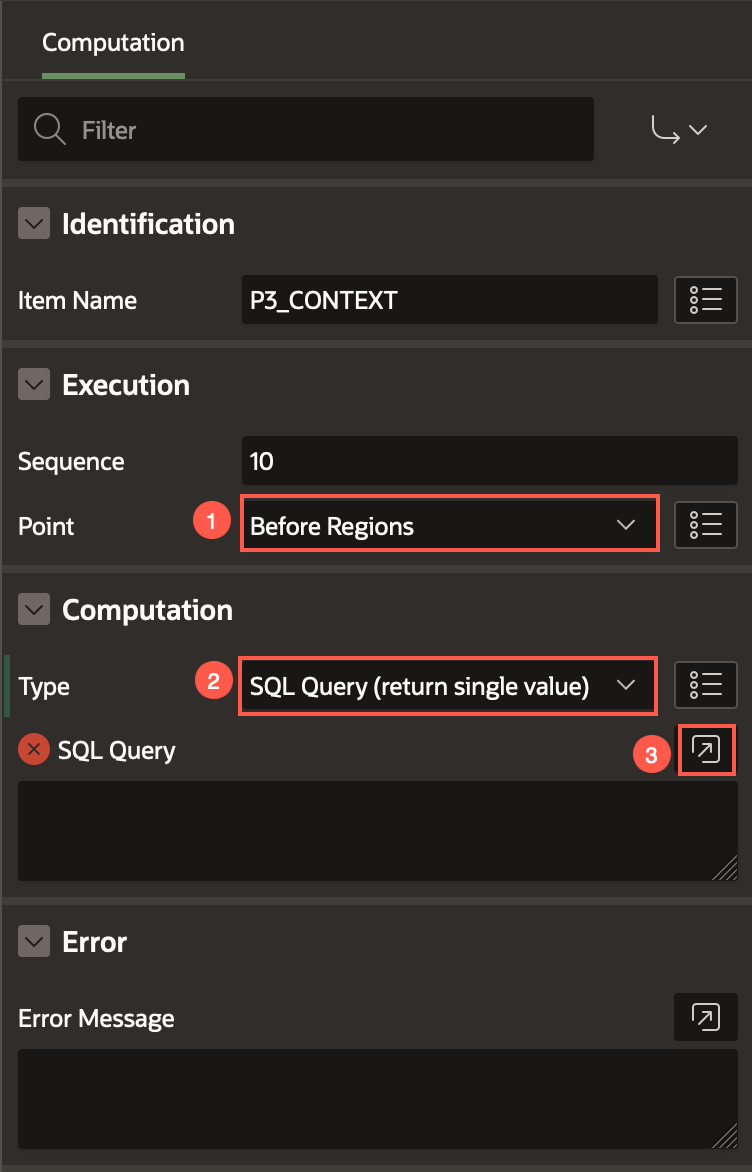 Computation
Filter
Identification
Item Name P3_CONTEXT
Execution
Sequence 10
Point 1 Before Regions
Computation
Type 2 SQL Query (return single value)
SQL Query 3
Error
Error Message